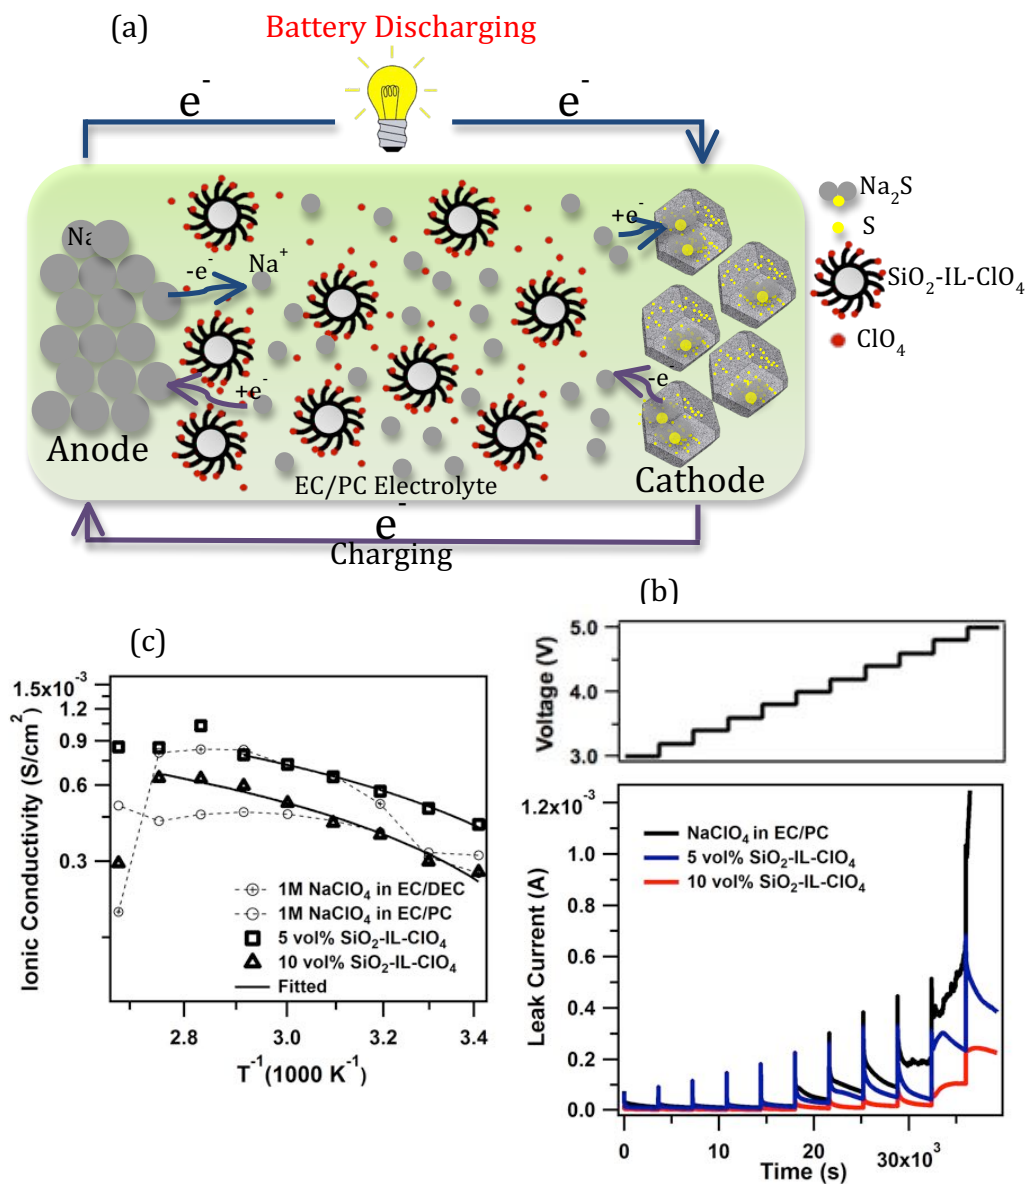 (a)
Battery Discharging
e⁻
e⁻
Na
-e⁻
Na⁺
+e⁻
+e⁻
-e
Anode
EC/PC Electrolyte
Cathode
e⁻
Charging
Na₂S
S
SiO₂-IL-ClO₄
ClO₄
(b)
5.0
4.0
3.0
Voltage (V)
1.2×10⁻³
1.0
0.8
0.6
0.4
0.2
0.0
Leak Current (A)
NaClO₄ in EC/PC
5 vol% SiO₂-IL-ClO₄
10 vol% SiO₂-IL-ClO₄
0
10
20
30x10³
Time (s)
(c)
1.5×10⁻³
1.2
0.9
0.6
0.3
Ionic Conductivity (S/cm²)
1M NaClO₄ in EC/DEC
1M NaClO₄ in EC/PC
5 vol% SiO₂-IL-ClO₄
10 vol% SiO₂-IL-ClO₄
Fitted
2.8
3.0
3.2
3.4
T⁻¹(1000 K⁻¹)